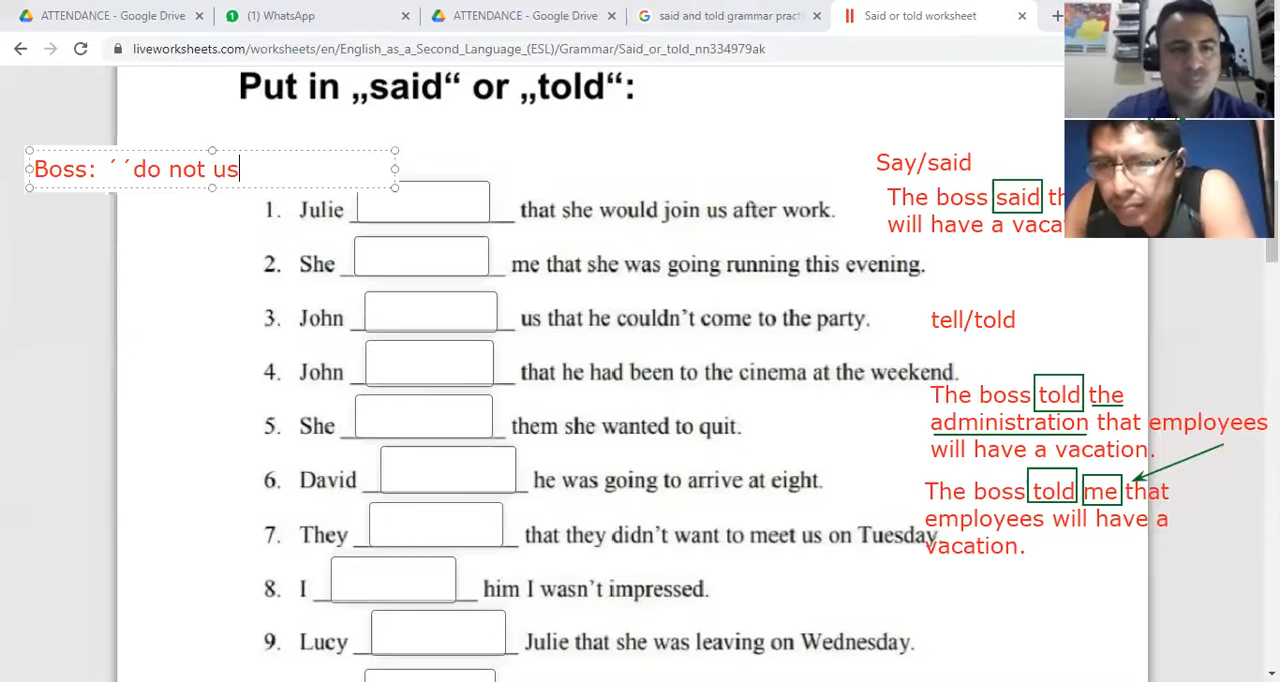 ATTENDANCE - Google Drive
(1) WhatsApp
ATTENDANCE - Google Drive
said and told grammar pract
Said or told worksheet
liveworksheets.com/worksheets/en/English_as_a_Second_Language_(ESL)/Grammar/Said_or_told_nn334979ak
Put in „said“ or „told“:
Boss: ´´do not us
Say/said
The boss said th
will have a vaca
1. Julie that she would join us after work.
2. She me that she was going running this evening.
3. John us that he couldn't come to the party.
tell/told
4. John that he had been to the cinema at the weekend.
The boss told the
administration that employees
will have a vacation.
5. She them she wanted to quit.
6. David he was going to arrive at eight.
The boss told me that
employees will have a
vacation.
7. They that they didn't want to meet us on Tuesday.
8. I him I wasn't impressed.
9. Lucy Julie that she was leaving on Wednesday.